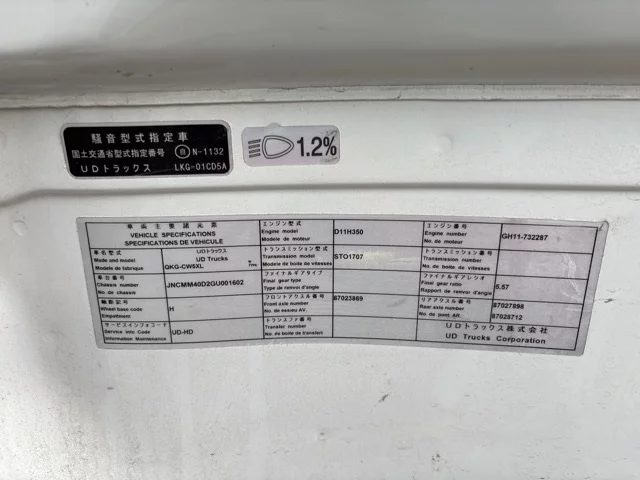 騒音型式指定車
国土交通省型式指定番号 自 N-1132
UDトラックス LKG-01CD5A
1.2%
車両主要諸元表
VEHICLE SPECIFICATIONS
SPECIFICATIONS DE VEHICULE
車名型式 UDトラックス
Make and model UD Trucks
Modele de fabrique QKG-CW5XL
車台番号
Chassis number JNCMM40D2GU001602
No. de chassis
軸距記号
Wheel base code H
Empattement
サービスインフォコード
Service Info Code UD-HD
Information Maintenance
エンジン型式
Engine model D11H350
Modele de moteur
トランスミッション型式
Transmission model STO1707
Modele de boite de vitesses
ファイナルギアタイプ
Final gear type
Type de renvoi d'angle
フロントアクスル番号 87023869
Front axle number
No. de essieu AV.
トランスファ番号
Transfer number
No. de boite de transfert
エンジン番号
Engine number GH11-732287
No. de moteur
トランスミッション番号
Transmission number
No. de boite de vitesses
ファイナルギアレシオ
Final gear ratio 5.57
Rapport de renvoi d'angle
リアアクスル番号 87027898
Rear axle number
No. de pont AR. 87025712
UDトラックス株式会社
UD Trucks Corporation